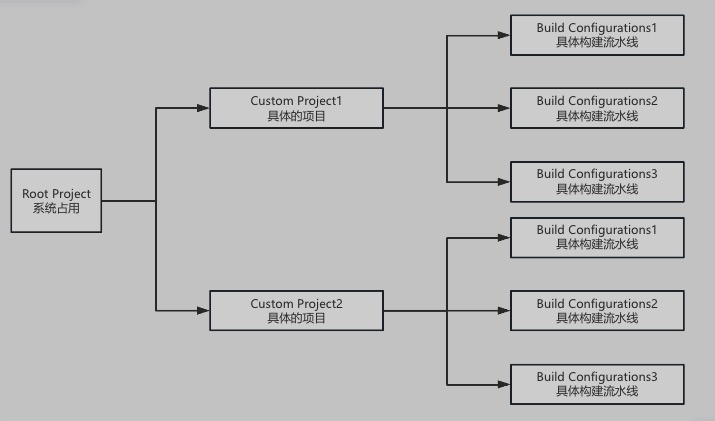 Root Project
系统占用
Custom Project1
具体的项目
Build Configurations1
具体构建流水线
Build Configurations2
具体构建流水线
Build Configurations3
具体构建流水线
Custom Project2
具体的项目
Build Configurations1
具体构建流水线
Build Configurations2
具体构建流水线
Build Configurations3
具体构建流水线